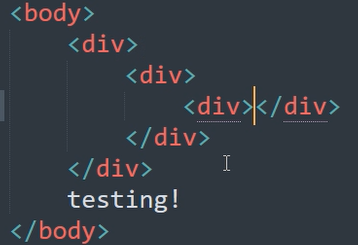 <body>
<div>
<div>
<div></div>
</div>
</div>
testing!
</body>